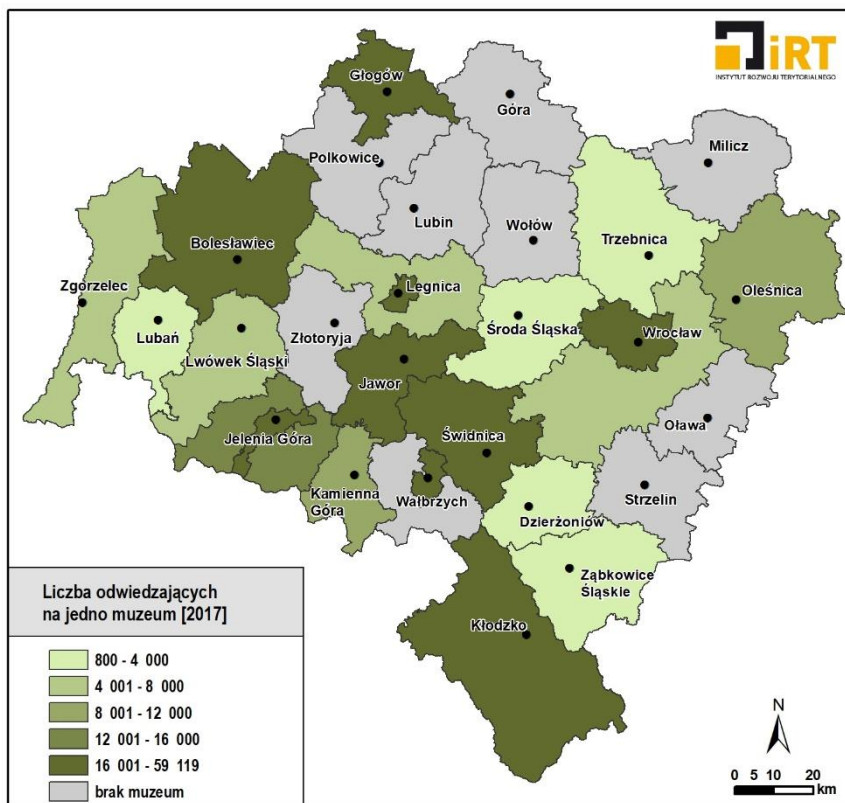 iRT
INSTYTUT ROZWOJU TERYTORIALNEGO
Głogów
Góra
Milicz
Polkowice
Lubin
Wołów
Trzebnica
Bolesławiec
Oleśnica
Zgorzelec
Legnica
Lubań
Złotoryja
Środa Śląska
Wrocław
Lwówek Śląski
Jawor
Oława
Jelenia Góra
Świdnica
Kamienna
Góra
Wałbrzych
Strzelin
Dzierżoniów
Ząbkowice
Śląskie
Kłodzko
Liczba odwiedzających
na jedno muzeum [2017]
800 - 4 000
4 001 - 8 000
8 001 - 12 000
12 001 - 16 000
16 001 - 59 119
brak muzeum
N
0 5 10 20
km